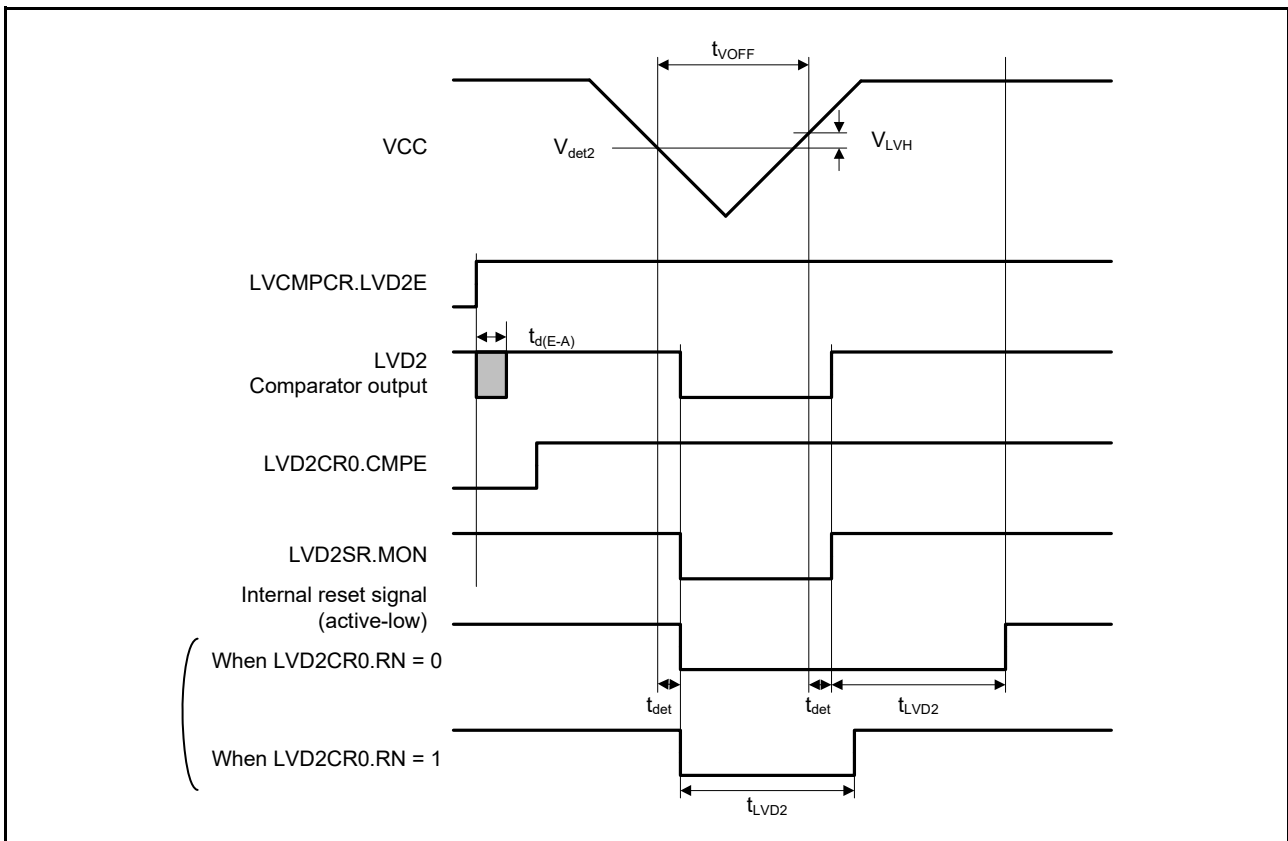 tVOFF
VCC
Vdet2
VLVH
LVCMPCR.LVD2E
td(E-A)
LVD2
Comparator output
LVD2CR0.CMPE
LVD2SR.MON
Internal reset signal
(active-low)
When LVD2CR0.RN = 0
tdet
tdet
tLVD2
When LVD2CR0.RN = 1
tLVD2